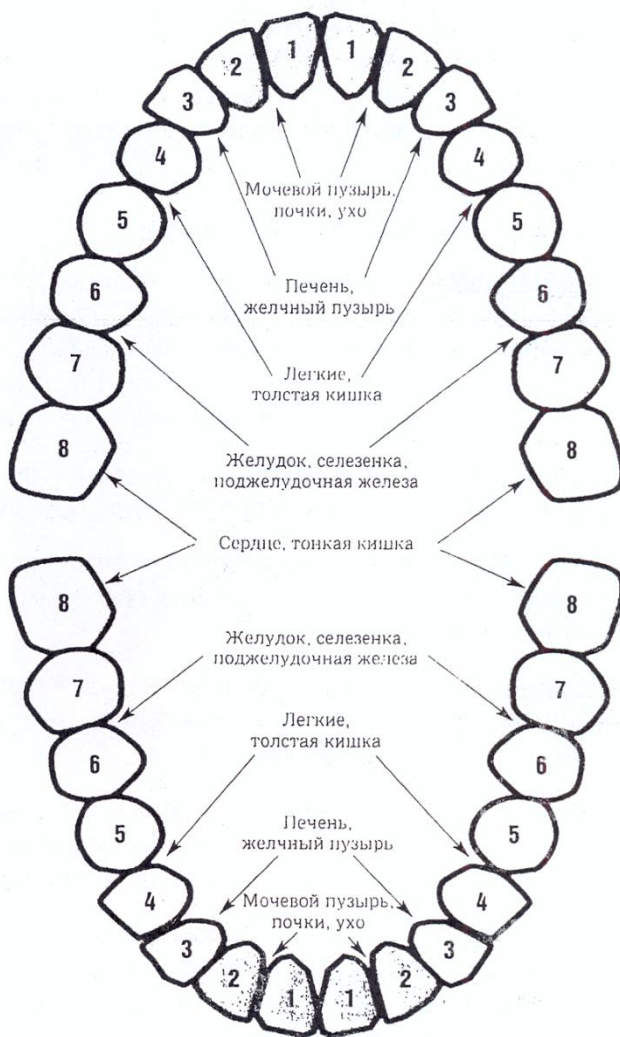 1 1
2 2
3 3
4 4
Мочевой пузырь,
почки, ухо
5 5
Печень,
желчный пузырь
6 6
7 7
Легкие,
толстая кишка
8 8
Желудок, селезенка,
поджелудочная железа
Сердце, тонкая кишка
8 8
Желудок, селезенка,
поджелудочная железа
7 7
Легкие,
толстая кишка
6 6
5 5
Печень,
желчный пузырь
4 4
Мочевой пузырь,
почки, ухо
3 3
2 2
1 1